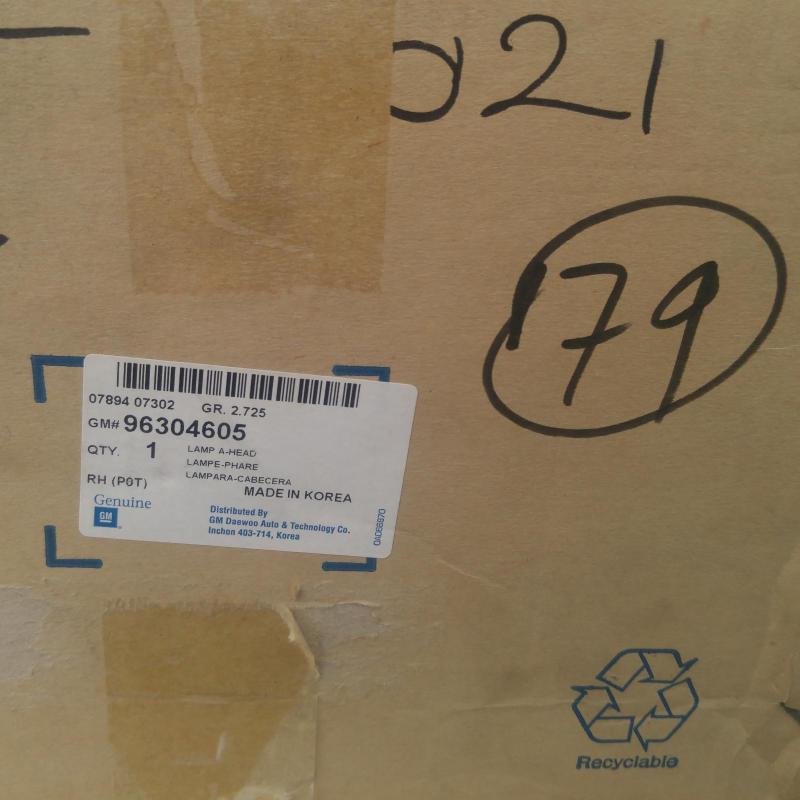 021
179
07894 07302 GR. 2.725
GM# 96304605
QTY. 1 LAMP A-HEAD
LAMPE-PHARE
LAMPARA-CABECERA
RH (P0T) MADE IN KOREA
Genuine
GM
Distributed By
GM Daewoo Auto & Technology Co.
Inchon 403-714, Korea
Recyclable